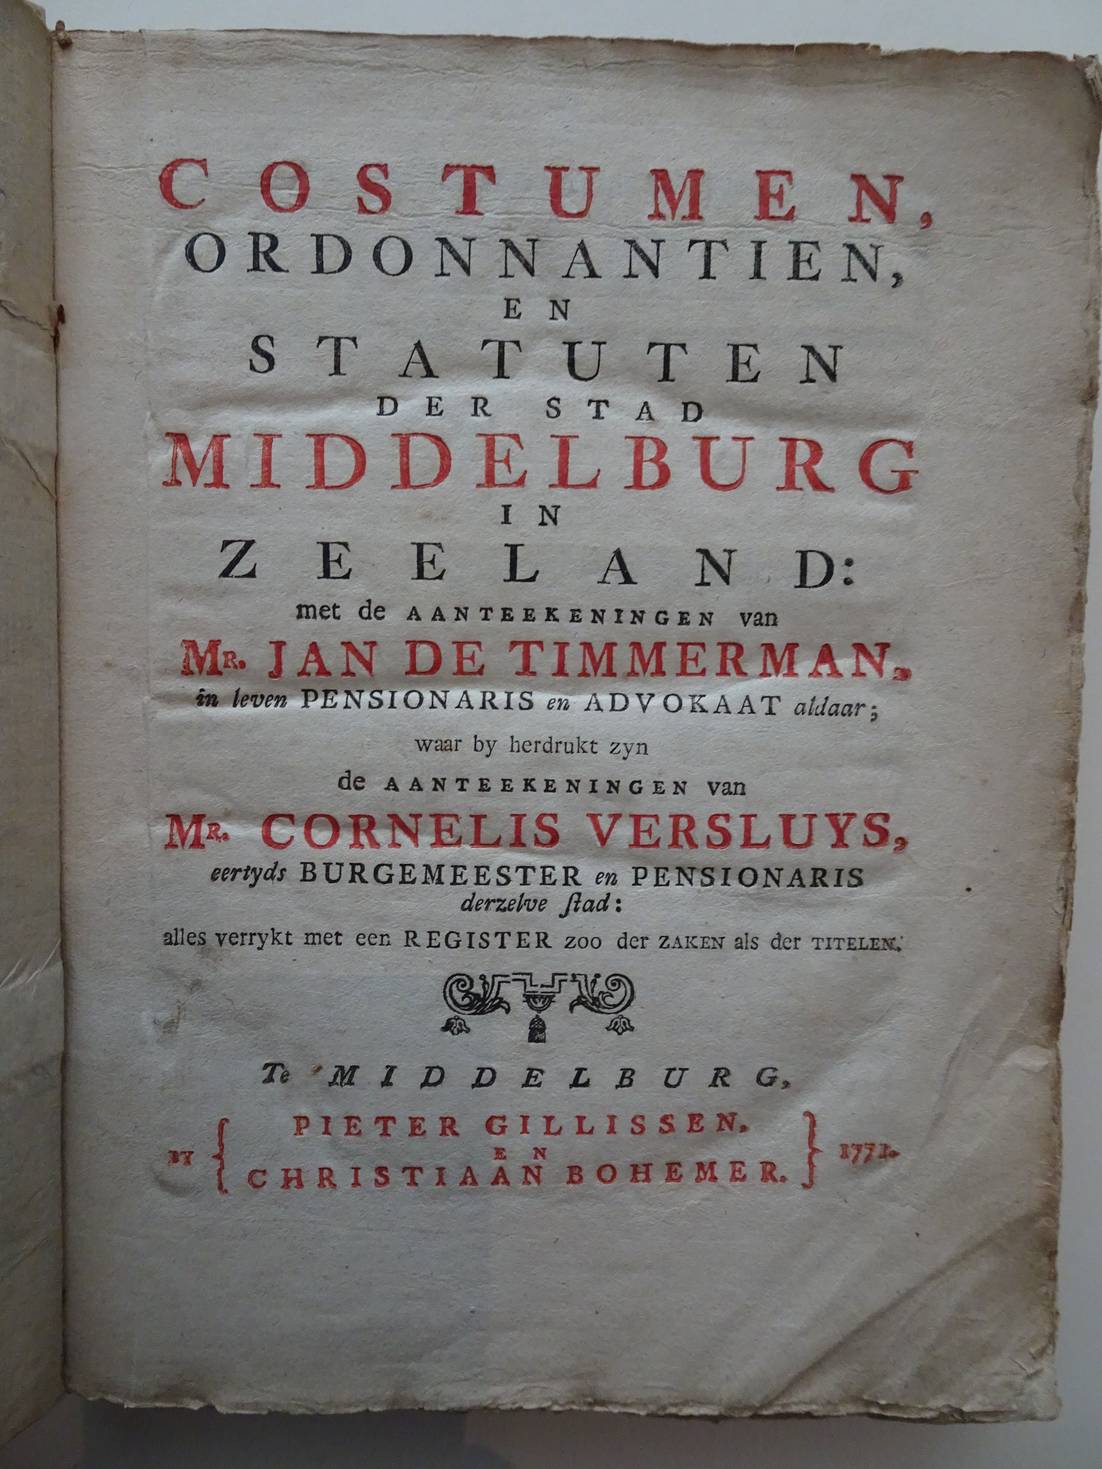 COSTUMEN,
ORDONNANTIEN,
EN
STATUTEN
DER STAD
MIDDELBURG
IN
ZEELAND:
met de AANTEEKENINGEN van
MR. JAN DE TIMMERMAN,
in leven PENSIONARIS en ADVOKAAT aldaar;
waar by herdrukt zyn
de AANTEEKENINGEN van
MR. CORNELIS VERSLUYS,
eertyds BURGEMEESTER en PENSIONARIS
derzelve ſtad:
alles verrykt met een REGISTER zoo der ZAKEN als der TITELEN.
Te MIDDELBURG,
BY { PIETER GILLISSEN, EN CHRISTIAAN BOHEMER. } 1771.